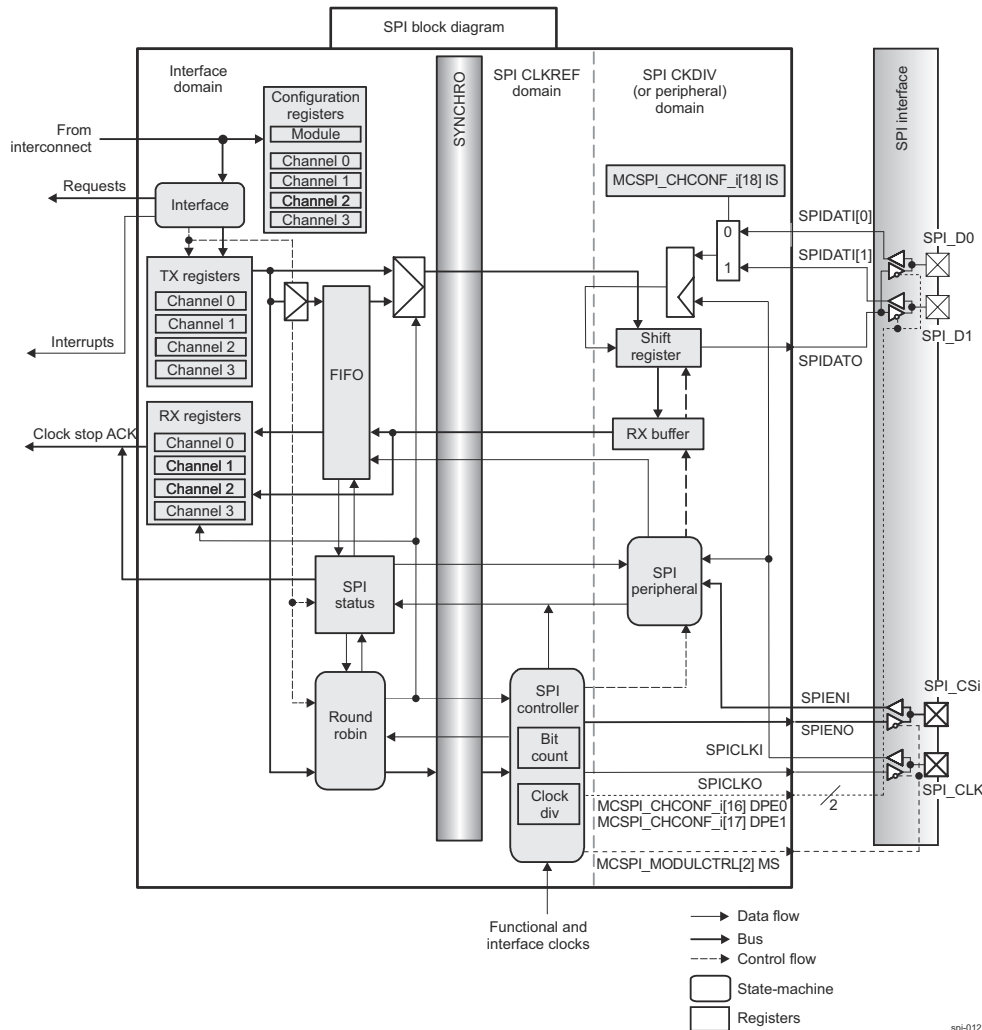 SPI block diagram
Interface
domain
SYNCHRO
SPI CLKREF
domain
SPI CKDIV
(or peripheral)
domain
SPI interface
Configuration
registers
Module
Channel 0
Channel 1
Channel 2
Channel 3
From
interconnect
Requests
Interface
Interrupts
TX registers
Channel 0
Channel 1
Channel 2
Channel 3
FIFO
RX registers
Channel 0
Channel 1
Channel 2
Channel 3
Clock stop ACK
MCSPI_CHCONF_i[18] IS
0
1
SPIDATI[0]
SPI_D0
SPIDATI[1]
SPI_D1
Shift
register
SPIDATO
RX buffer
SPI
status
SPI
peripheral
Round
robin
SPI
controller
Bit
count
Clock
div
SPIENI
SPI_CSi
SPIENO
SPICLKI
SPI_CLK
SPICLKO
2
MCSPI_CHCONF_i[16] DPE0
MCSPI_CHCONF_i[17] DPE1
MCSPI_MODULCTRL[2] MS
Functional and
interface clocks
Data flow
Bus
Control flow
State-machine
Registers
spi-012